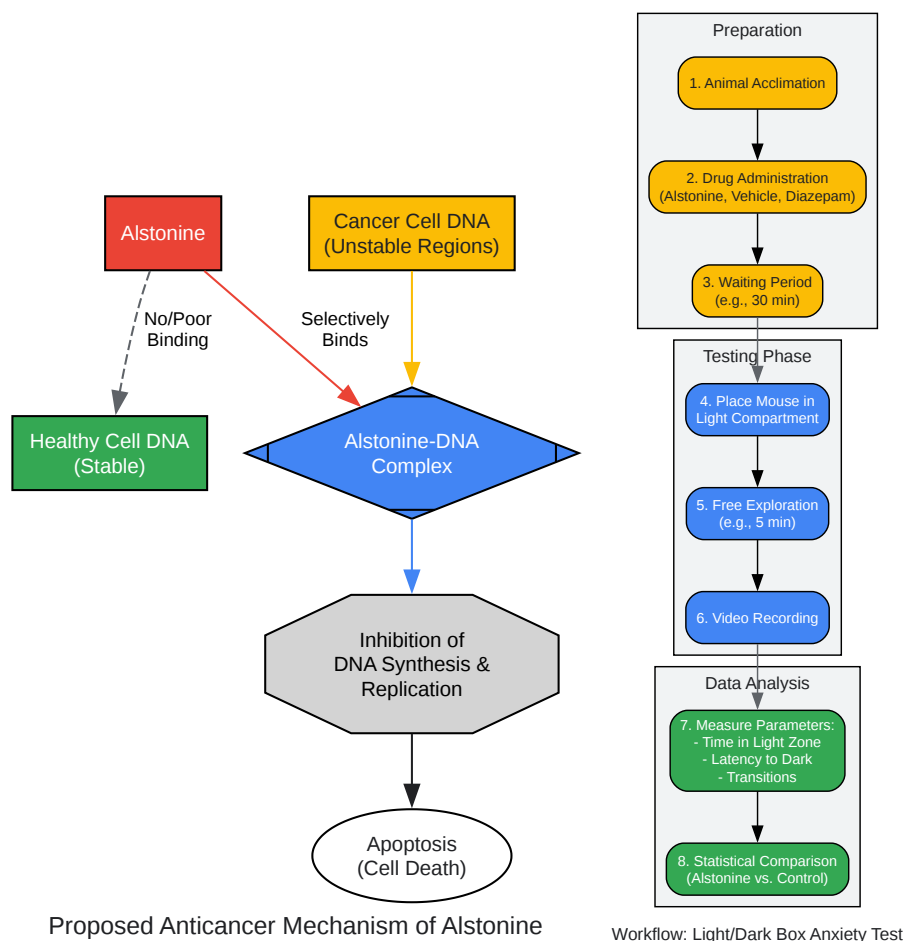 Alstonine
Cancer Cell DNA
(Unstable Regions)
No/Poor
Binding
Selectively
Binds
Healthy Cell DNA
(Stable)
Alstonine-DNA
Complex
Inhibition of
DNA Synthesis &
Replication
Apoptosis
(Cell Death)
Proposed Anticancer Mechanism of Alstonine
Preparation
1. Animal Acclimation
2. Drug Administration
(Alstonine, Vehicle, Diazepam)
3. Waiting Period
(e.g., 30 min)
Testing Phase
4. Place Mouse in
Light Compartment
5. Free Exploration
(e.g., 5 min)
6. Video Recording
Data Analysis
7. Measure Parameters:
- Time in Light Zone
- Latency to Dark
- Transitions
8. Statistical Comparison
(Alstonine vs. Control)
Workflow: Light/Dark Box Anxiety Test